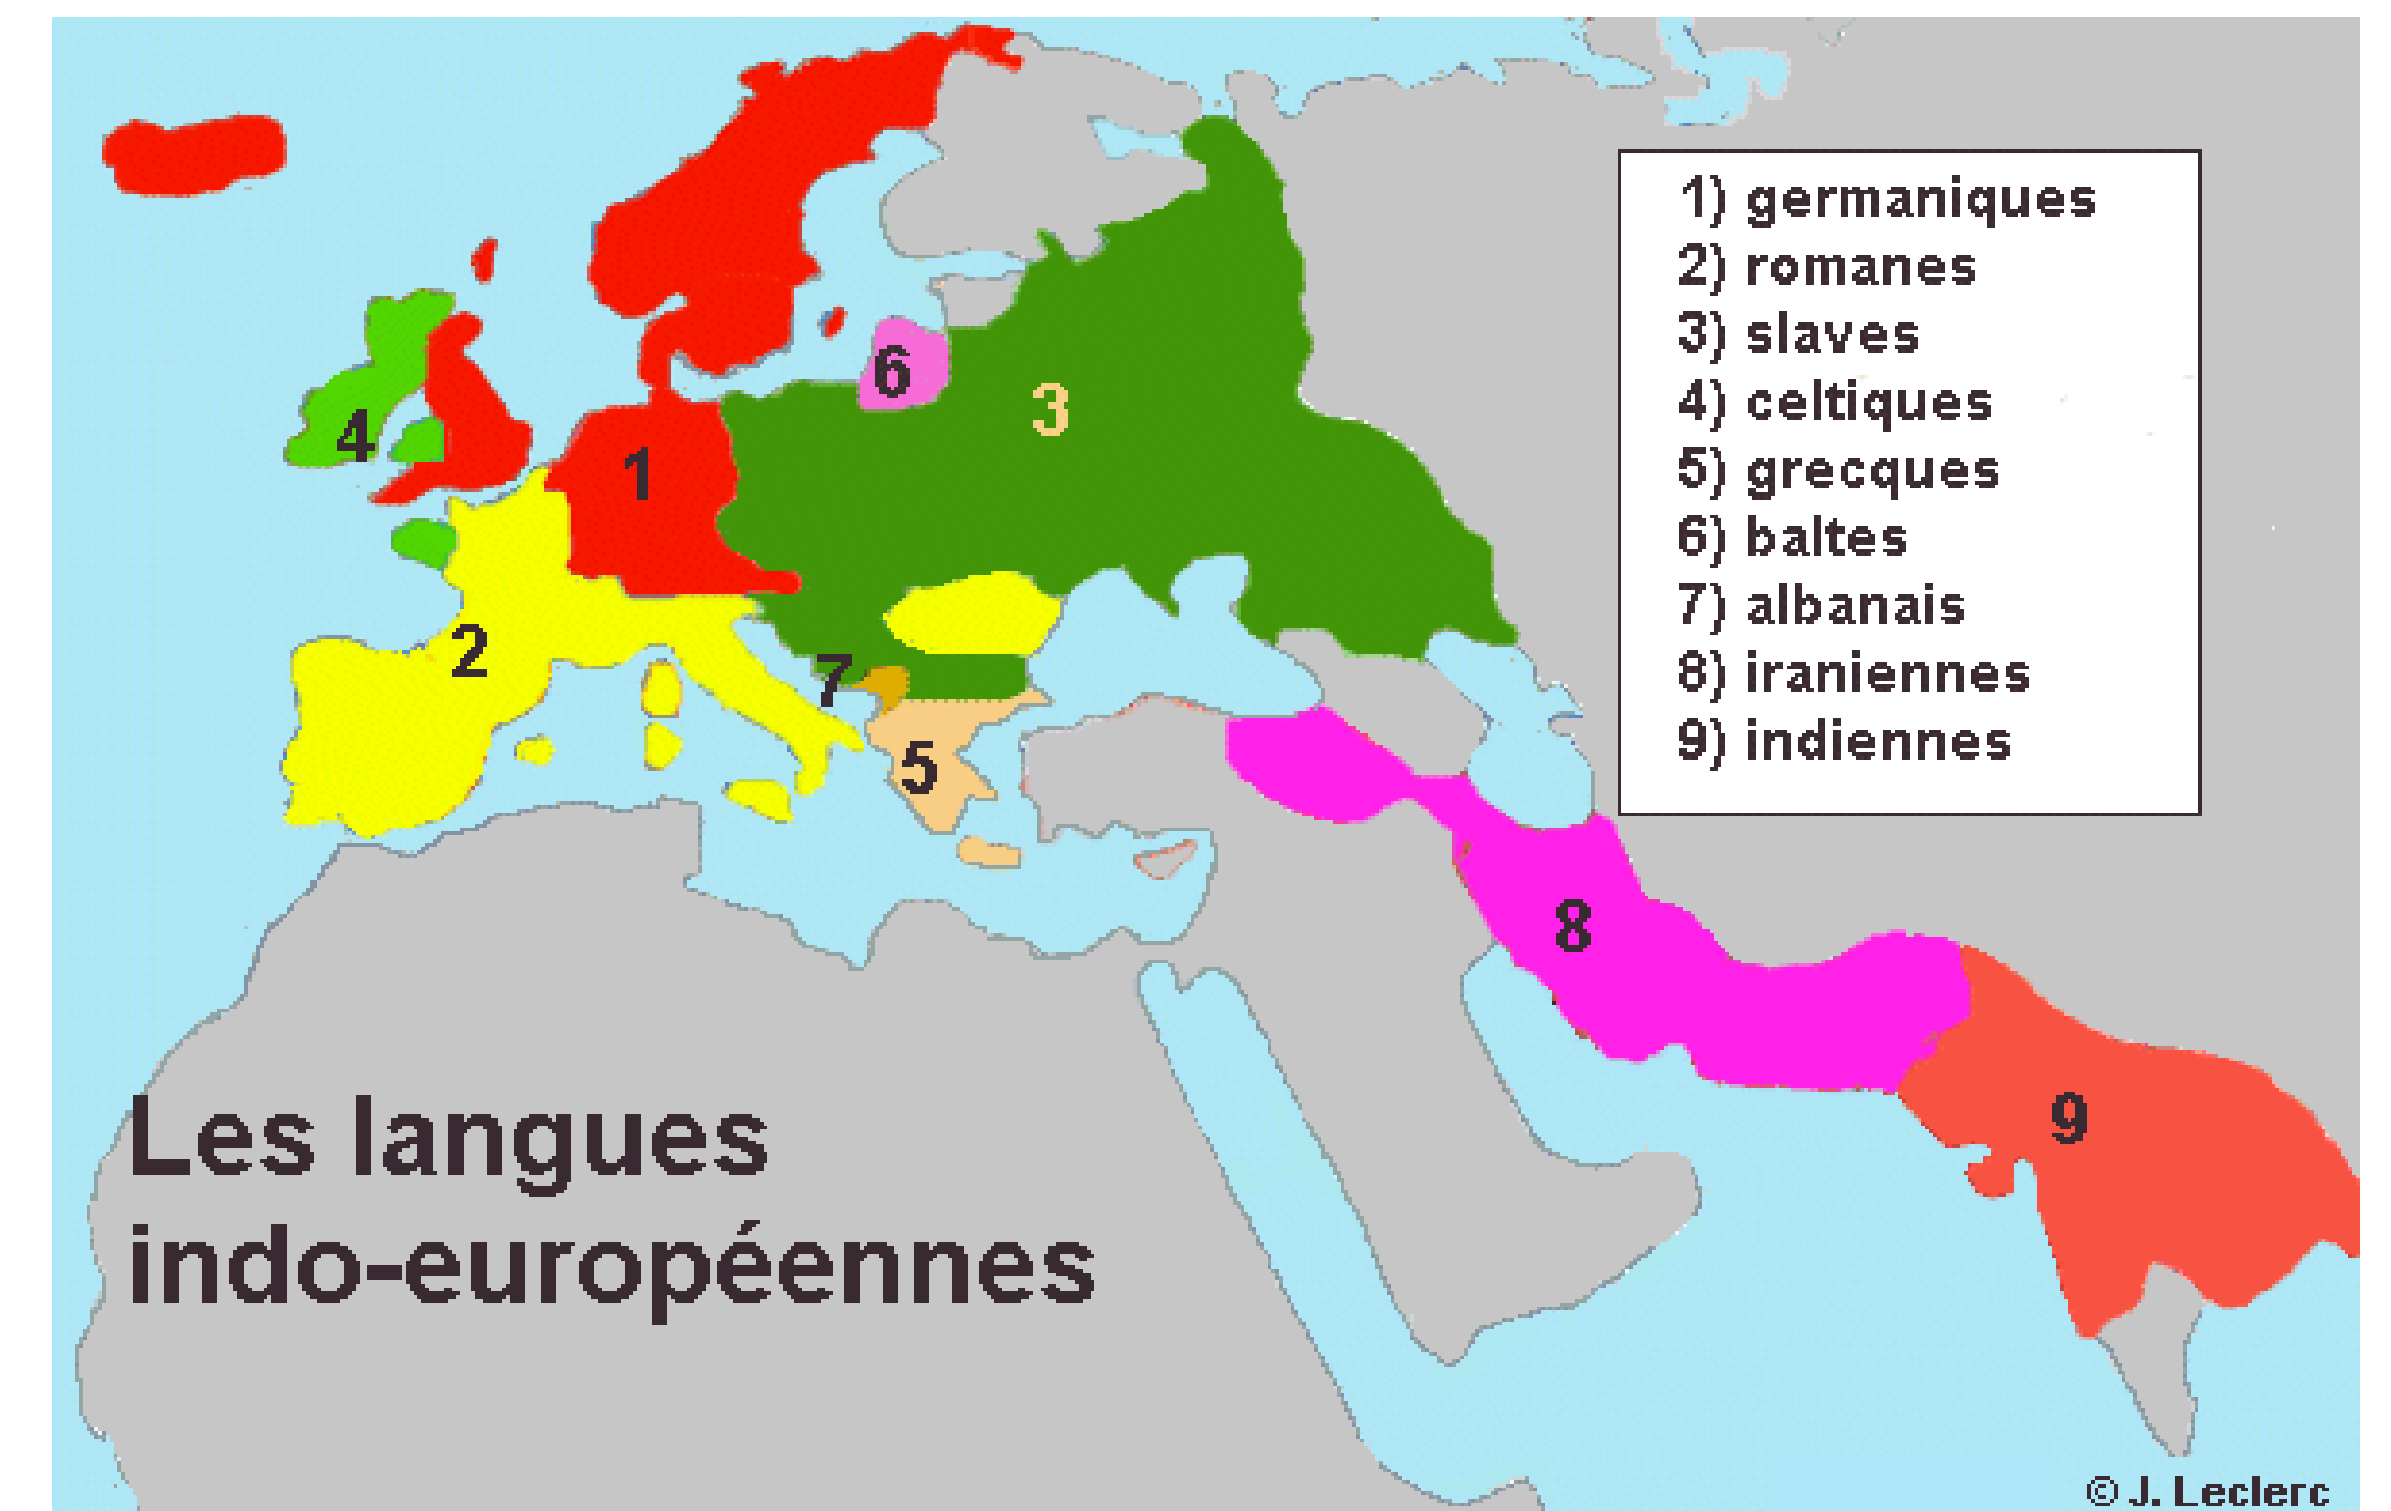 1) germaniques
2) romanes
3) slaves
4) celtiques
5) grecques
6) baltes
7) albanais
8) iraniennes
9) indiennes
6
3
4
1
2
7
5
8
9
Les langues
indo-européennes
© J. Leclerc